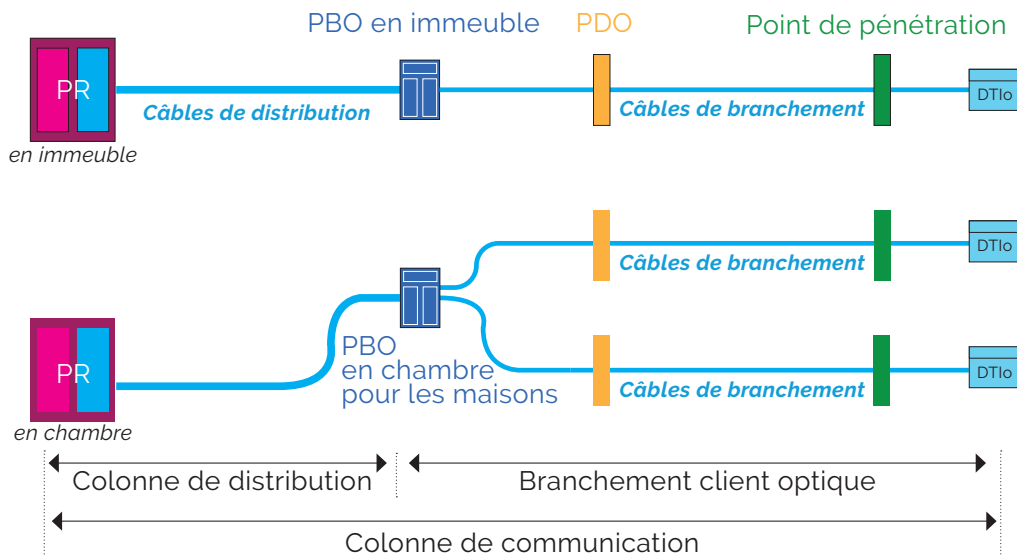 PBO en immeuble
PDO
Point de pénétration
PR
DTIo
Câbles de distribution
Câbles de branchement
en immeuble
DTIo
Câbles de branchement
PBO
en chambre
pour les maisons
PR
DTIo
Câbles de branchement
en chambre
Colonne de distribution
Branchement client optique
Colonne de communication